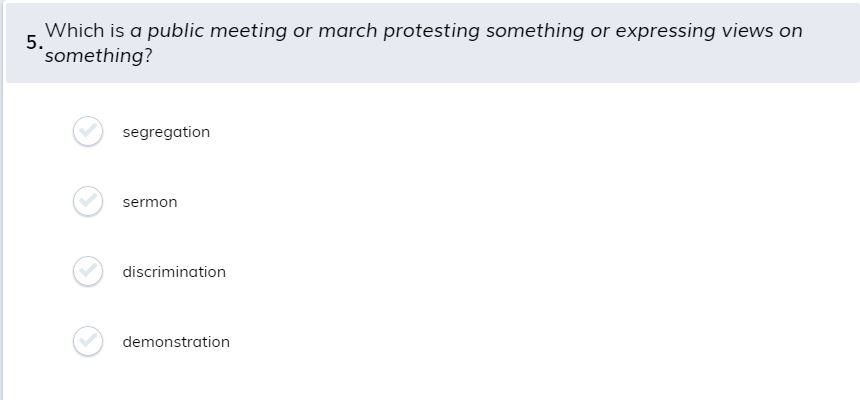 5. Which is a public meeting or march protesting something or expressing views on
something?
segregation
sermon
discrimination
demonstration